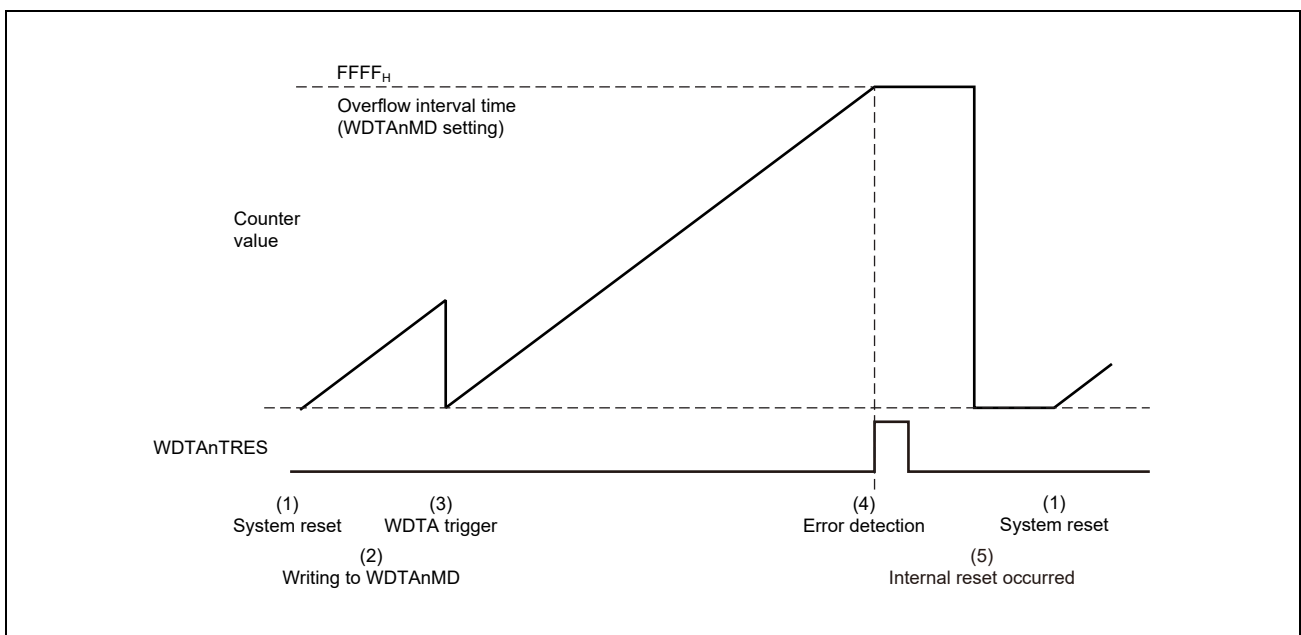 FFFFH
Overflow interval time
(WDTAnMD setting)
Counter
value
WDTAnTRES
(1)
System reset
(3)
WDTA trigger
(4)
Error detection
(1)
System reset
(2)
Writing to WDTAnMD
(5)
Internal reset occurred